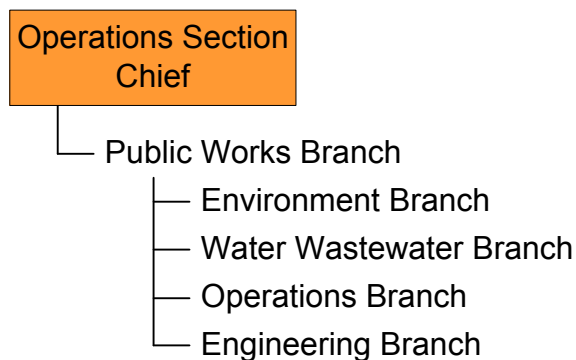 Operations Section
Chief
Public Works Branch
Environment Branch
Water Wastewater Branch
Operations Branch
Engineering Branch